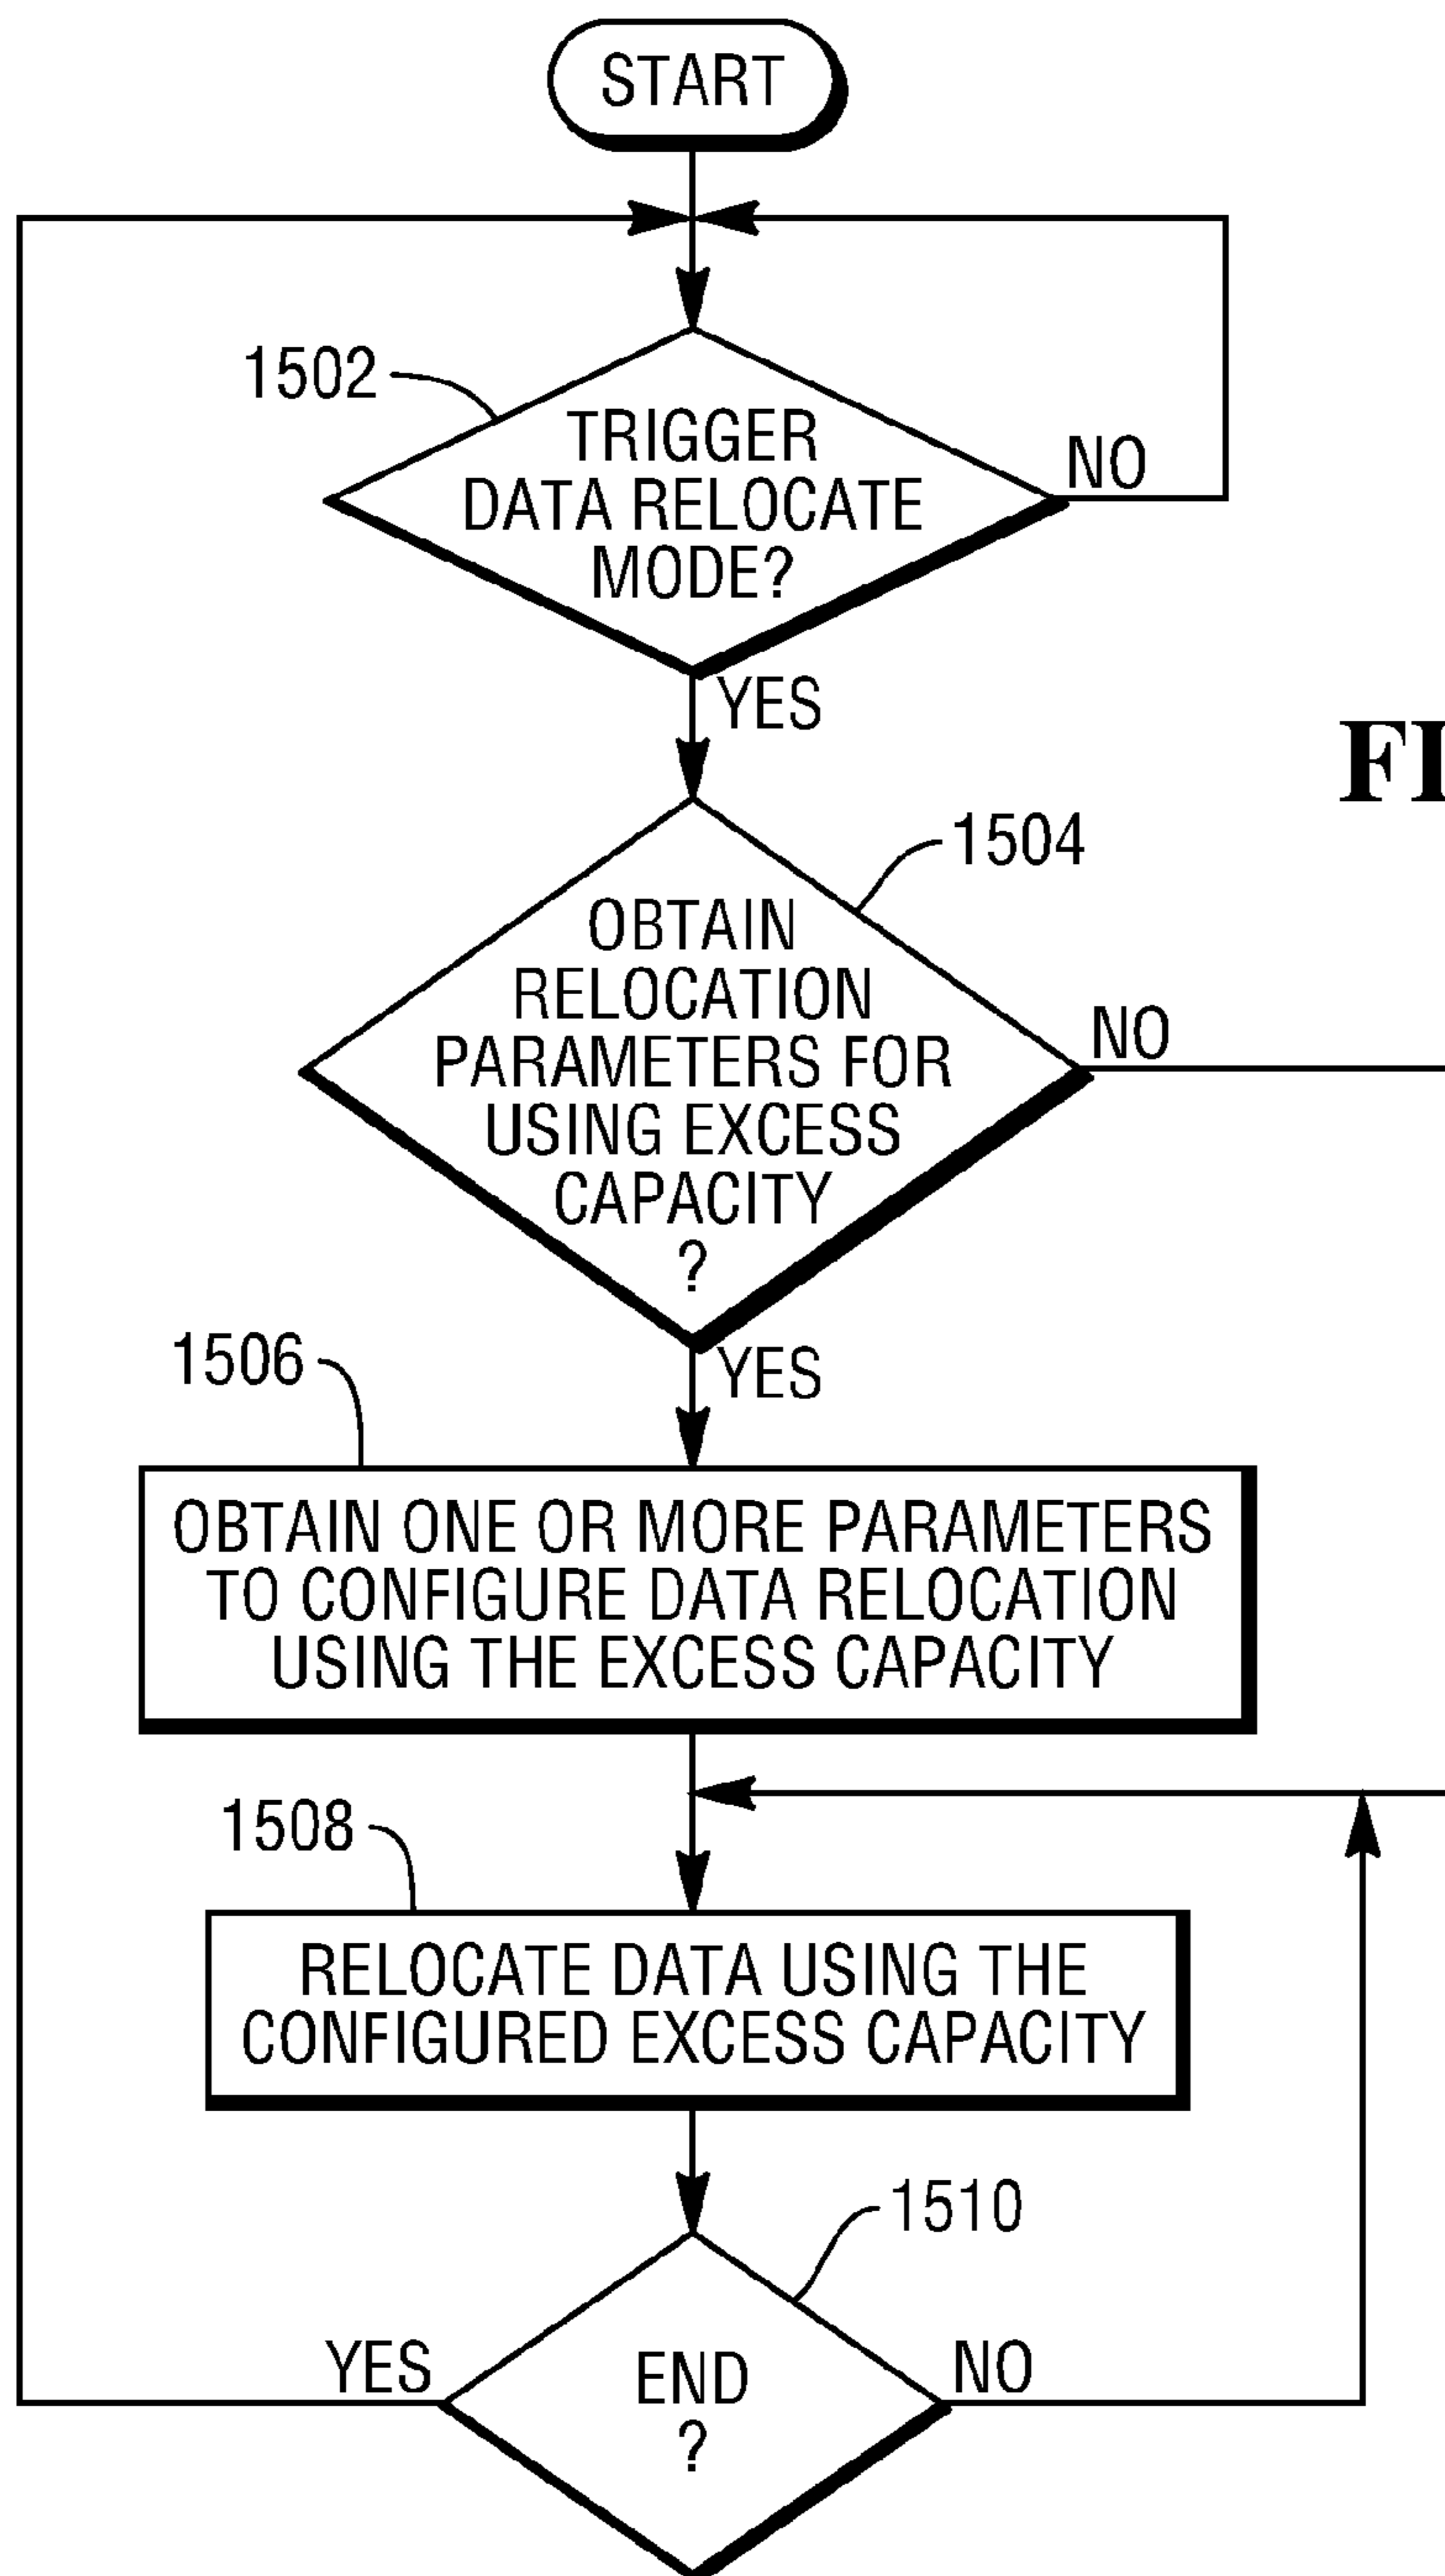 START
1502
TRIGGER
DATA RELOCATE
MODE?
NO
YES
FI
1504
OBTAIN
RELOCATION
PARAMETERS FOR
USING EXCESS
CAPACITY
?
NO
YES
1506
OBTAIN ONE OR MORE PARAMETERS
TO CONFIGURE DATA RELOCATION
USING THE EXCESS CAPACITY
1508
RELOCATE DATA USING THE
CONFIGURED EXCESS CAPACITY
1510
YES
END
?
NO